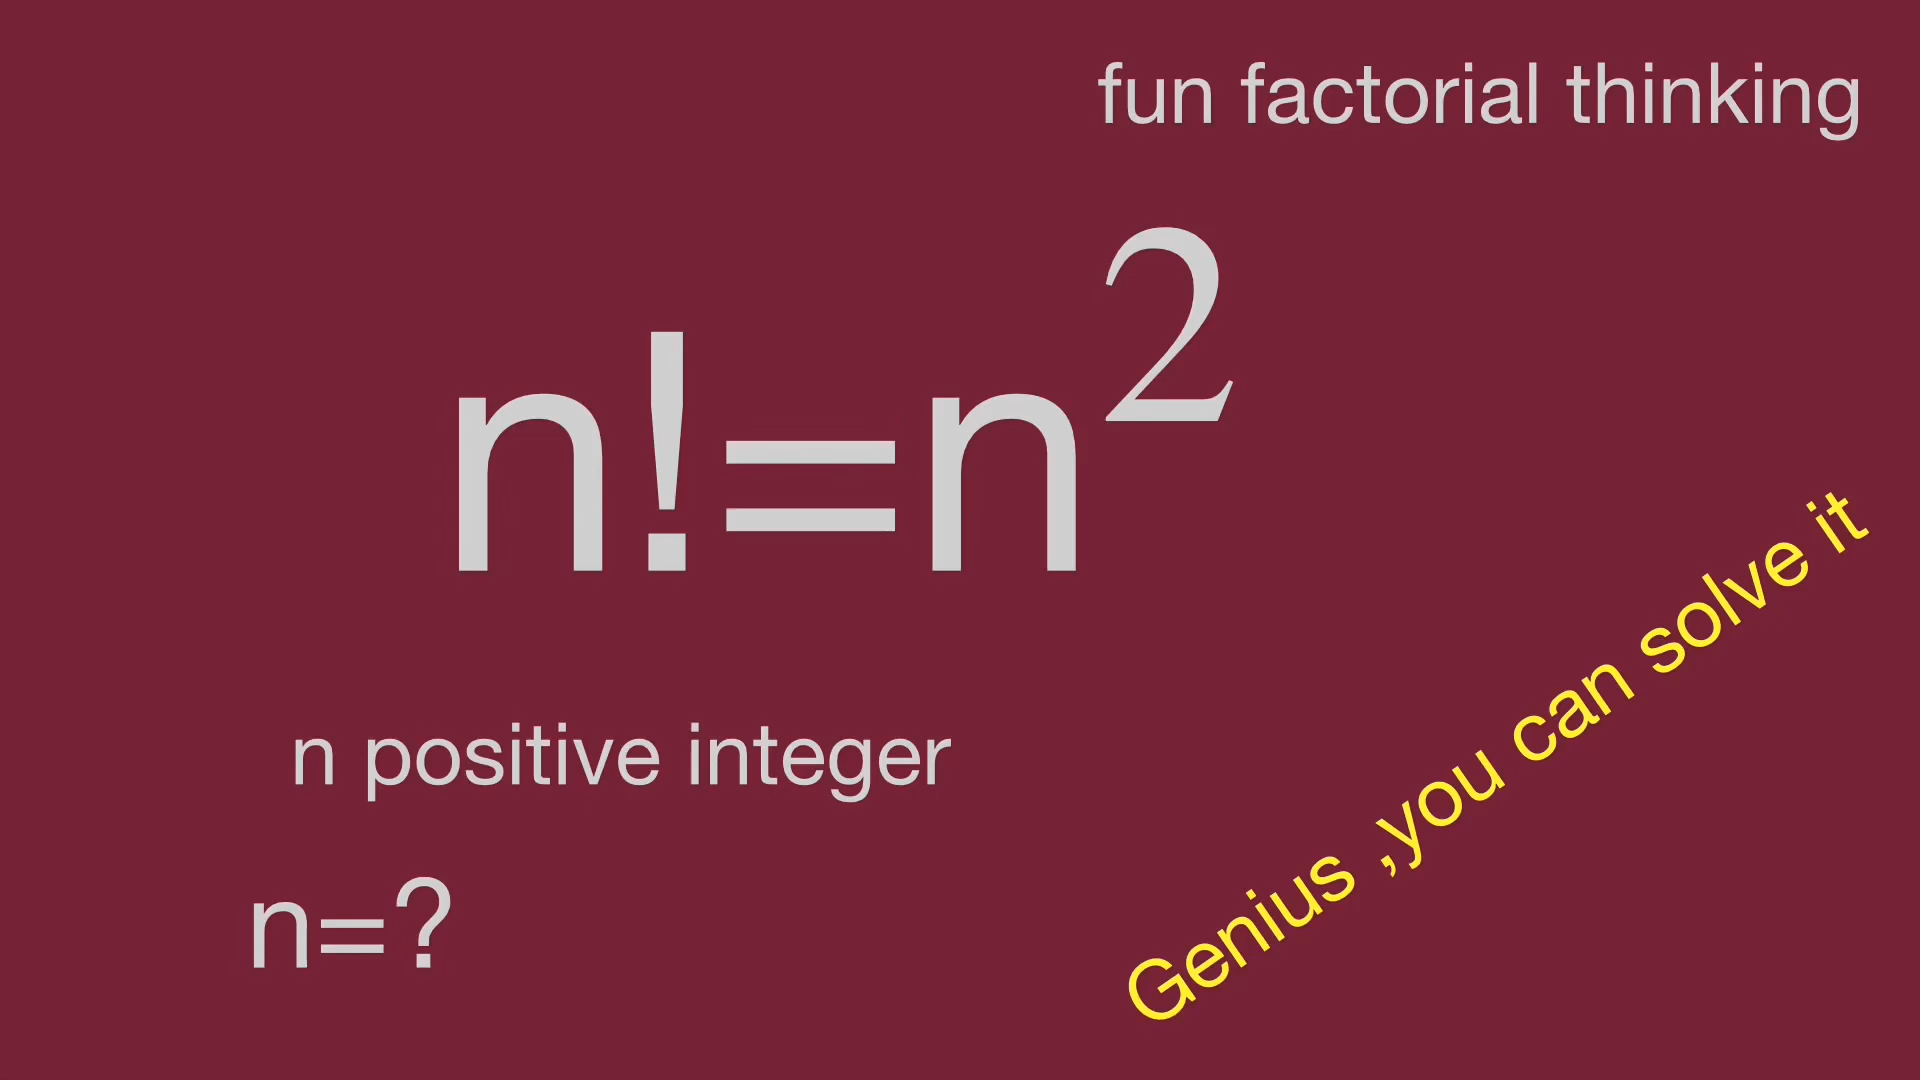 fun factorial thinking
n!=n²
n positive integer
n=?
Genius ,you can solve it